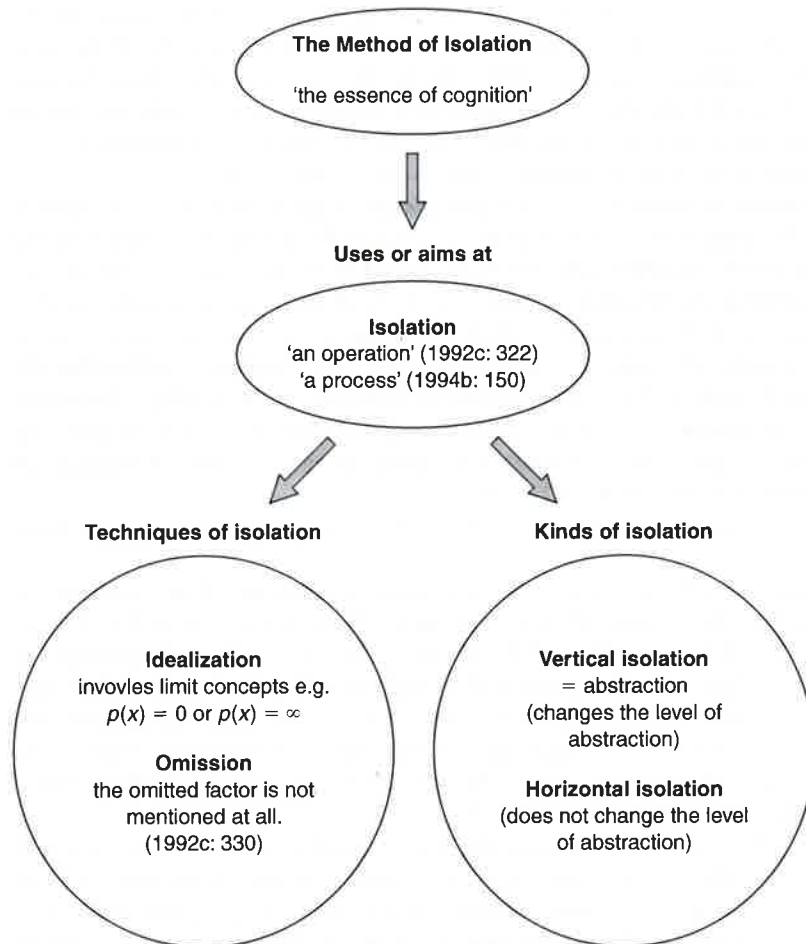 The Method of Isolation
'the essence of cognition'
Uses or aims at
Isolation
'an operation' (1992c: 322)
'a process' (1994b: 150)
Techniques of isolation
Idealization
invovles limit concepts e.g.
p(x) = 0 or p(x) = ∞
Omission
the omitted factor is not
mentioned at all.
(1992c: 330)
Kinds of isolation
Vertical isolation
= abstraction
(changes the level of
abstraction)
Horizontal isolation
(does not change the level
of abstraction)